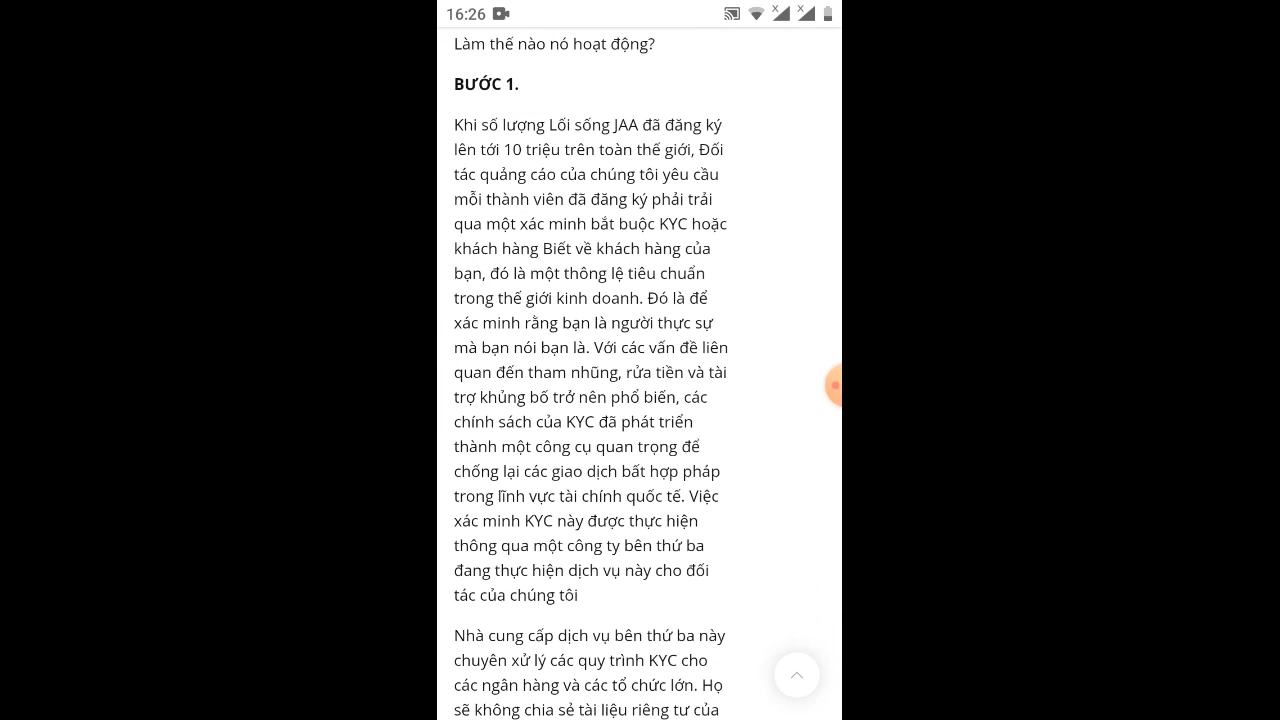 16:26
Làm thế nào nó hoạt động?
BƯỚC 1.
Khi số lượng Lối sống JAA đã đăng ký
lên tới 10 triệu trên toàn thế giới, Đối
tác quảng cáo của chúng tôi yêu cầu
mỗi thành viên đã đăng ký phải trải
qua một xác minh bắt buộc KYC hoặc
khách hàng Biết về khách hàng của
bạn, đó là một thông lệ tiêu chuẩn
trong thế giới kinh doanh. Đó là để
xác minh rằng bạn là người thực sự
mà bạn nói bạn là. Với các vấn đề liên
quan đến tham nhũng, rửa tiền và tài
trợ khủng bố trở nên phổ biến, các
chính sách của KYC đã phát triển
thành một công cụ quan trọng để
chống lại các giao dịch bất hợp pháp
trong lĩnh vực tài chính quốc tế. Việc
xác minh KYC này được thực hiện
thông qua một công ty bên thứ ba
đang thực hiện dịch vụ này cho đối
tác của chúng tôi
Nhà cung cấp dịch vụ bên thứ ba này
chuyên xử lý các quy trình KYC cho
các ngân hàng và các tổ chức lớn. Họ
sẽ không chia sẻ tài liệu riêng tư của